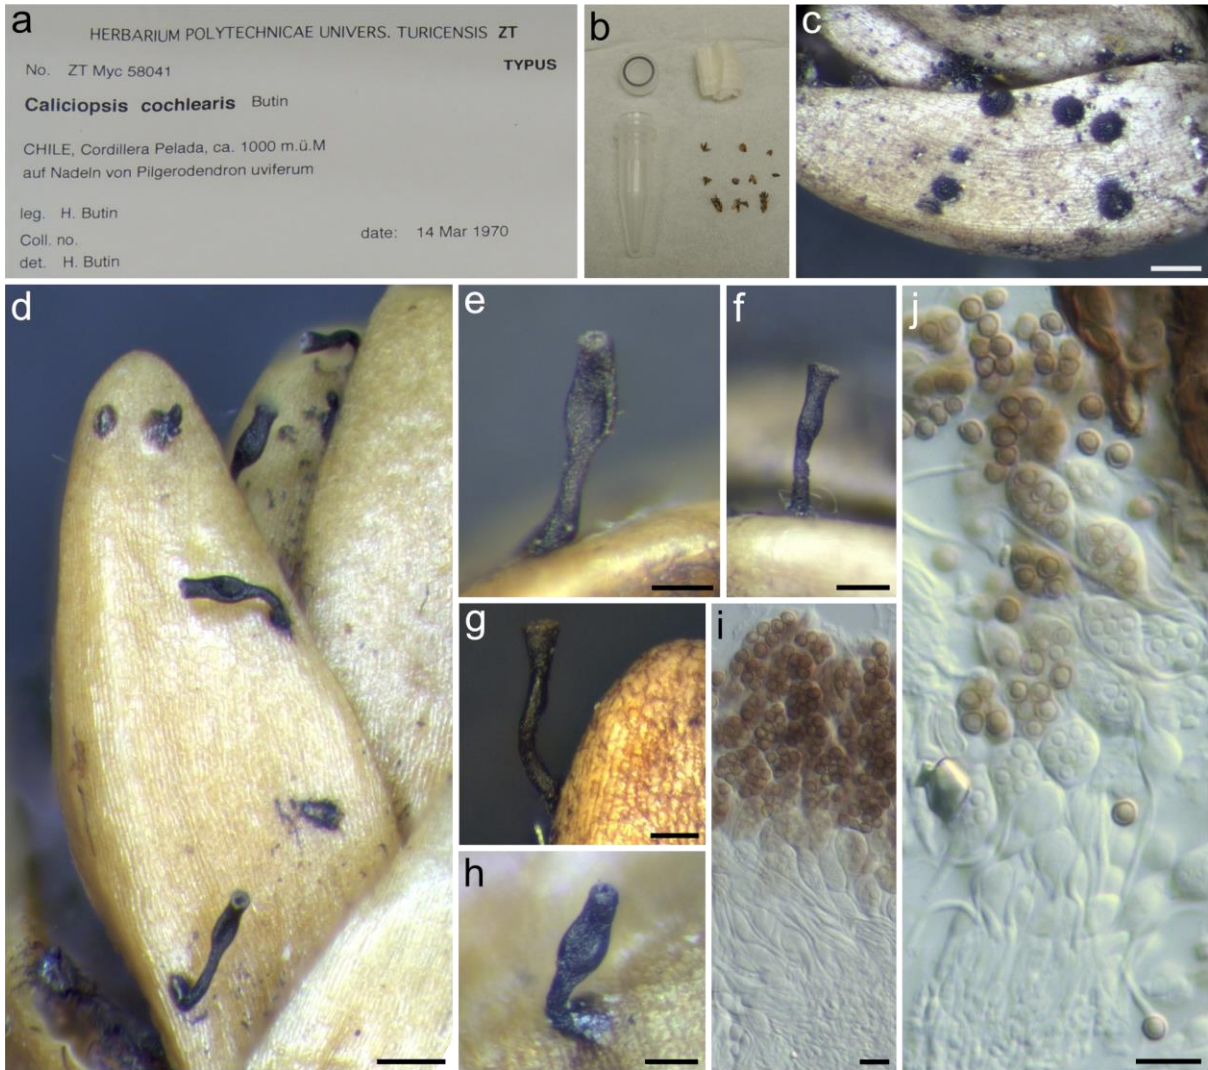 a
HERBARIUM POLYTECHNICAE UNIVERS. TURICENSIS ZT
No. ZT Myc 58041
TYPUS
Caliciopsis cochlearis Butin
CHILE, Cordillera Pelada, ca. 1000 m.ü.M
auf Nadeln von Pilgerodendron uviferum
leg. H. Butin
Coll. no.
date: 14 Mar 1970
det. H. Butin
b
c
d
e
f
j
g
i
h